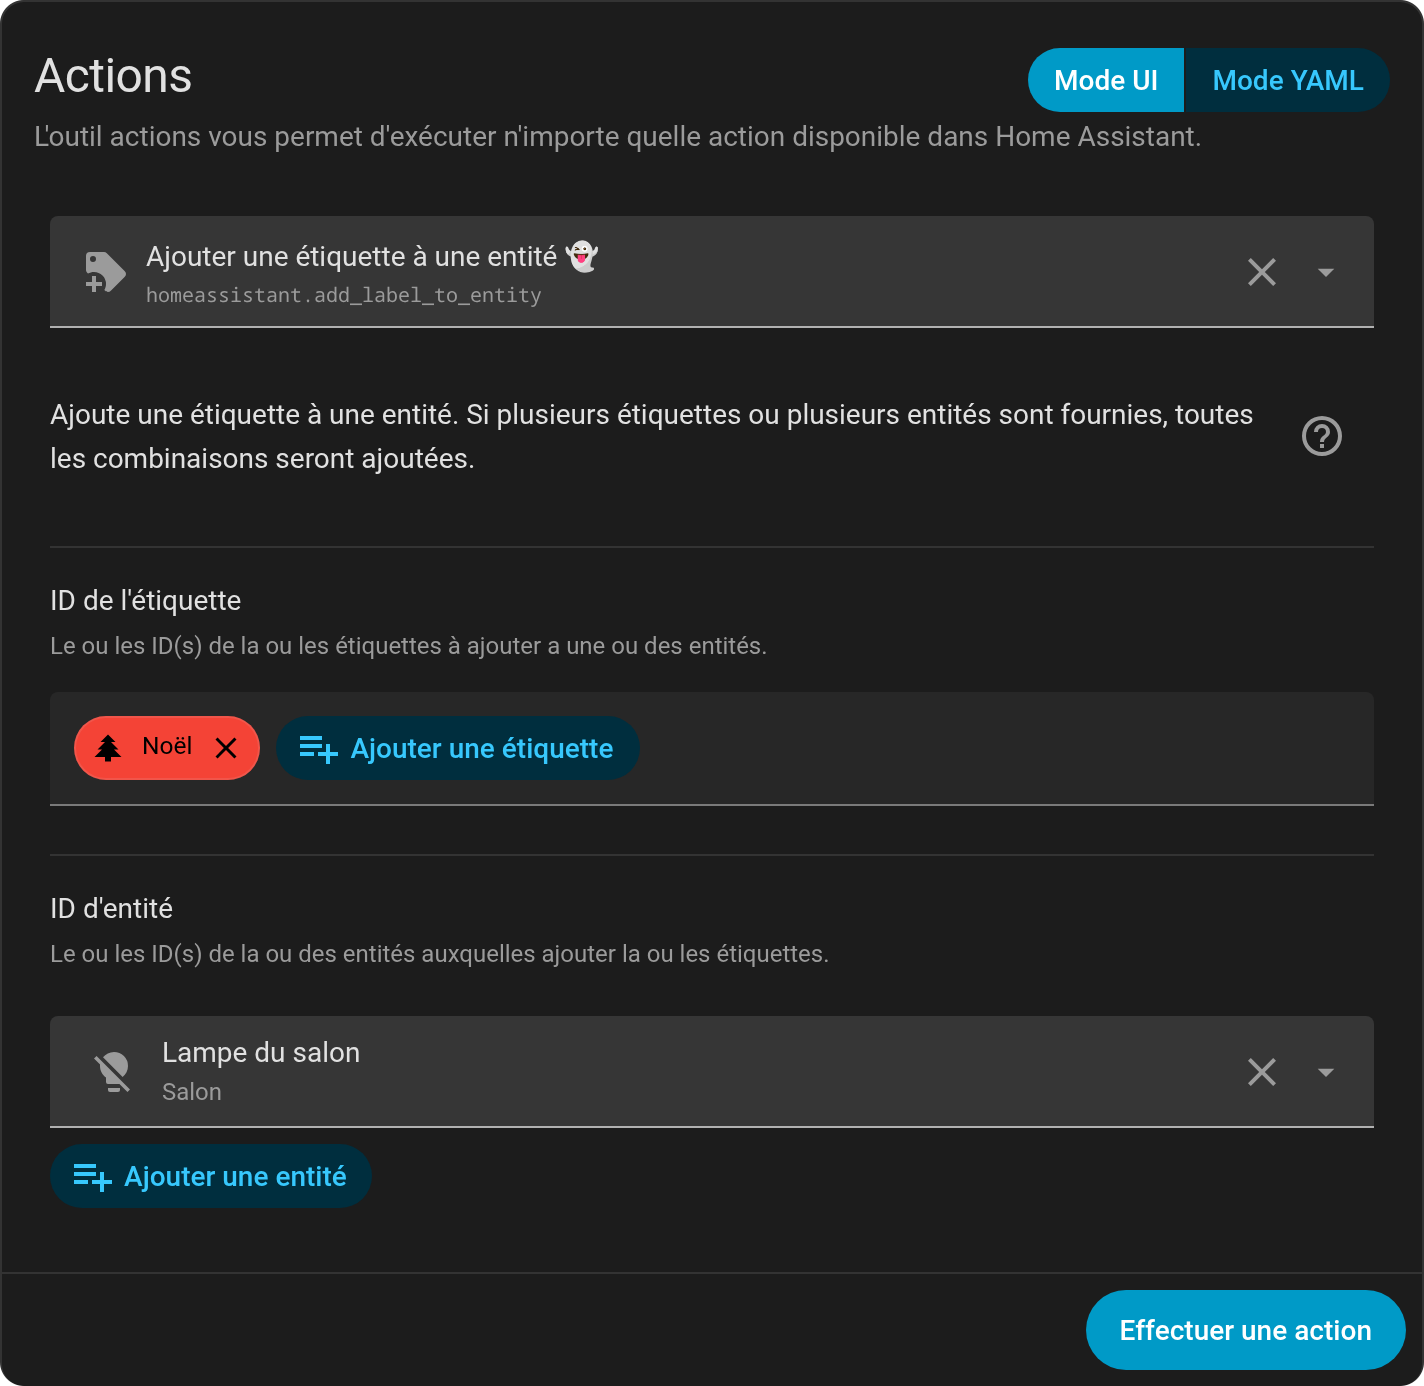 Actions
Mode UI
Mode YAML
L'outil actions vous permet d'exécuter n'importe quelle action disponible dans Home Assistant.
Ajouter une étiquette à une entité 👻
homeassistant.add_label_to_entity
Ajoute une étiquette à une entité. Si plusieurs étiquettes ou plusieurs entités sont fournies, toutes
les combinaisons seront ajoutées.
ID de l'étiquette
Le ou les ID(s) de la ou les étiquettes à ajouter a une ou des entités.
Noël
Ajouter une étiquette
ID d'entité
Le ou les ID(s) de la ou des entités auxquelles ajouter la ou les étiquettes.
Lampe du salon
Salon
Ajouter une entité
Effectuer une action